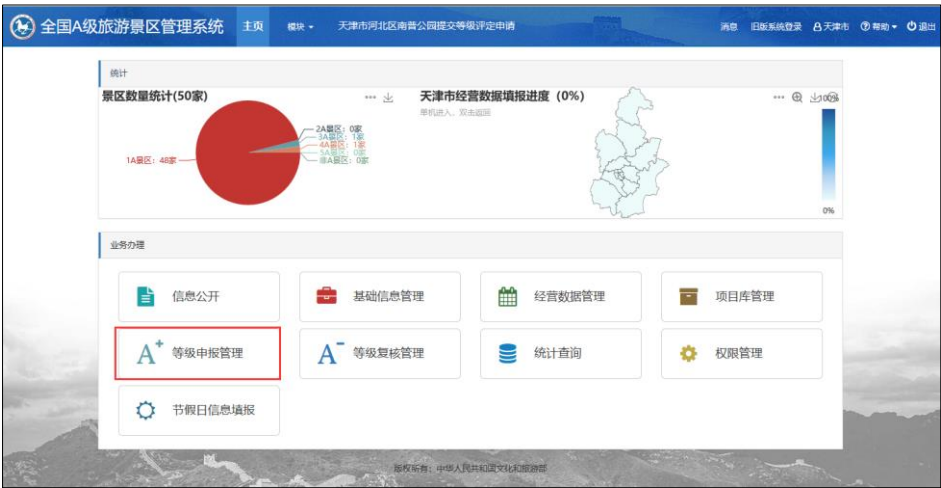 全国A级旅游景区管理系统 主页 模块 天津市河北区南普公园提交等级评定申请 消息 旧版系统登录 天津市 帮助 退出
统计
景区数量统计(50家) 天津市经营数据填报进度（0%） 100%
单机进入，双击返回
2A景区：0家
3A景区：1家
4A景区：1家
5A景区：0家
非A景区：0家
1A景区：48家
0%
业务办理
信息公开 基础信息管理 经营数据管理 项目库管理
A+ 等级申报管理 A- 等级复核管理 统计查询 权限管理
节假日信息填报
版权所有：中华人民共和国文化和旅游部